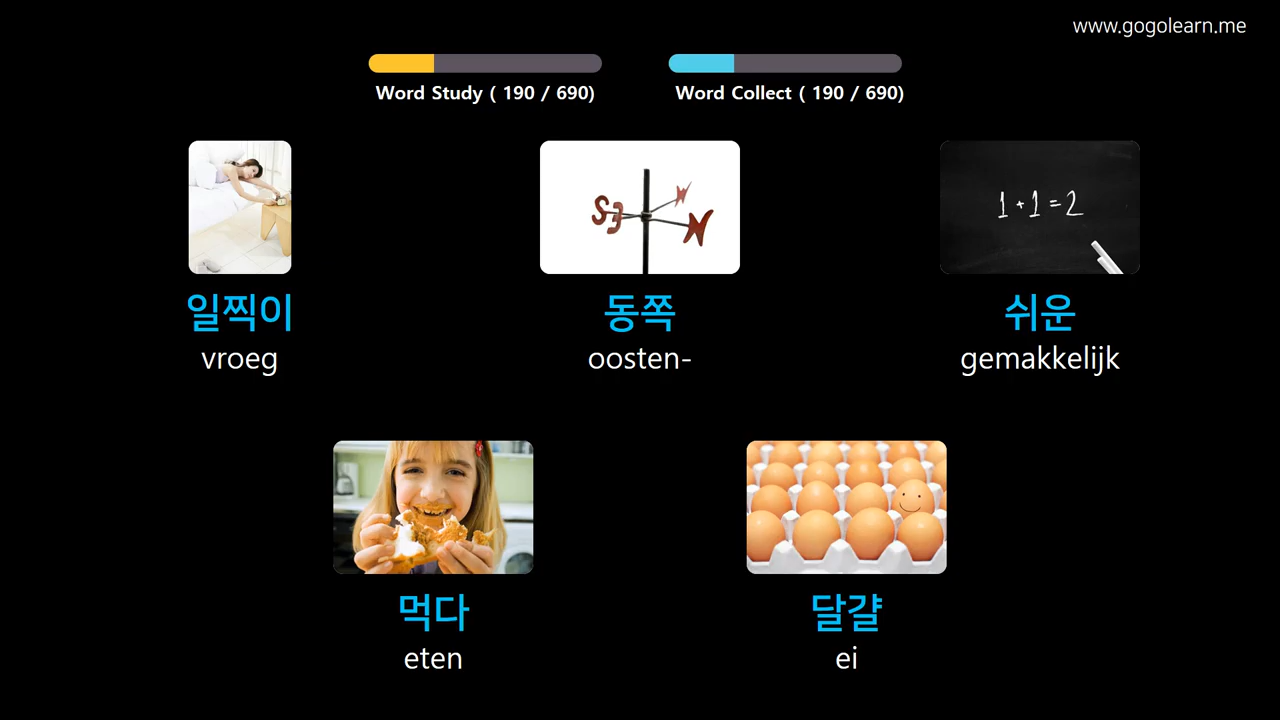 www.gogolearn.me
Word Study ( 190 / 690)
Word Collect ( 190 / 690)
S E N W
1 + 1 = 2
일찍이
vroeg
동쪽
oosten-
쉬운
gemakkelijk
먹다
eten
달걀
ei